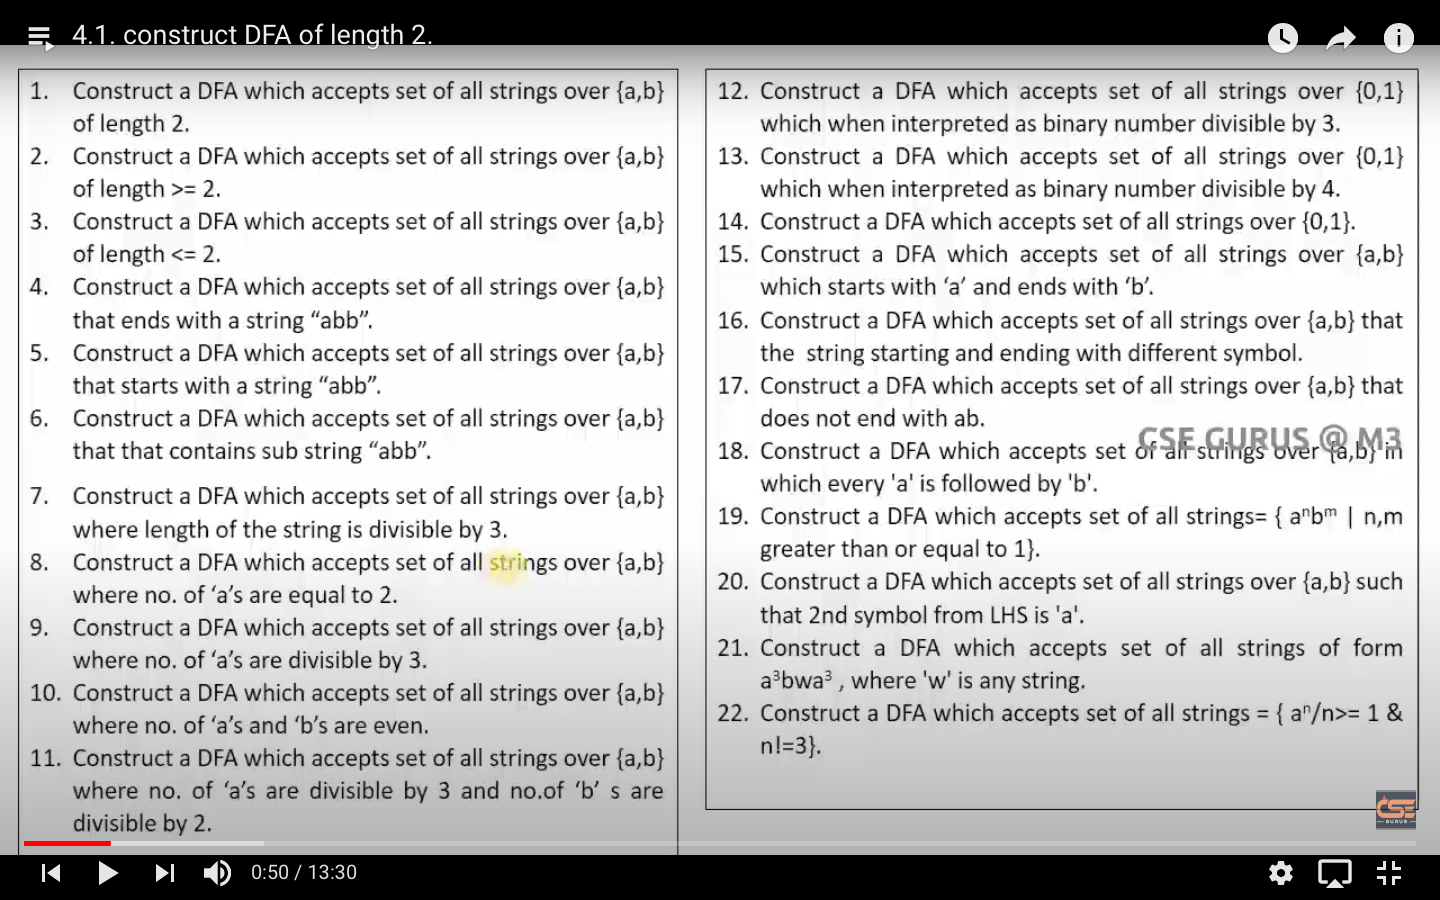 4.1. construct DFA of length 2.
1. Construct a DFA which accepts set of all strings over {a,b}
of length 2.
2. Construct a DFA which accepts set of all strings over {a,b}
of length >= 2.
3. Construct a DFA which accepts set of all strings over {a,b}
of length <= 2.
4. Construct a DFA which accepts set of all strings over {a,b}
that ends with a string “abb”.
5. Construct a DFA which accepts set of all strings over {a,b}
that starts with a string “abb”.
6. Construct a DFA which accepts set of all strings over {a,b}
that that contains sub string “abb”.
7. Construct a DFA which accepts set of all strings over {a,b}
where length of the string is divisible by 3.
8. Construct a DFA which accepts set of all strings over {a,b}
where no. of ‘a’s are equal to 2.
9. Construct a DFA which accepts set of all strings over {a,b}
where no. of ‘a’s are divisible by 3.
10. Construct a DFA which accepts set of all strings over {a,b}
where no. of ‘a’s and ‘b’s are even.
11. Construct a DFA which accepts set of all strings over {a,b}
where no. of ‘a’s are divisible by 3 and no.of ‘b’ s are
divisible by 2.
12. Construct a DFA which accepts set of all strings over {0,1}
which when interpreted as binary number divisible by 3.
13. Construct a DFA which accepts set of all strings over {0,1}
which when interpreted as binary number divisible by 4.
14. Construct a DFA which accepts set of all strings over {0,1}.
15. Construct a DFA which accepts set of all strings over {a,b}
which starts with ‘a’ and ends with ‘b’.
16. Construct a DFA which accepts set of all strings over {a,b} that
the string starting and ending with different symbol.
17. Construct a DFA which accepts set of all strings over {a,b} that
does not end with ab.
CSE GURUS @ M3
18. Construct a DFA which accepts set of all strings over {a,b} in
which every 'a' is followed by 'b'.
19. Construct a DFA which accepts set of all strings= { aⁿbᵐ | n,m
greater than or equal to 1}.
20. Construct a DFA which accepts set of all strings over {a,b} such
that 2nd symbol from LHS is 'a'.
21. Construct a DFA which accepts set of all strings of form
a³bwa³ , where 'w' is any string.
22. Construct a DFA which accepts set of all strings = { aⁿ/n>= 1 &
n!=3}.
CSE
GURUS
0:50 / 13:30